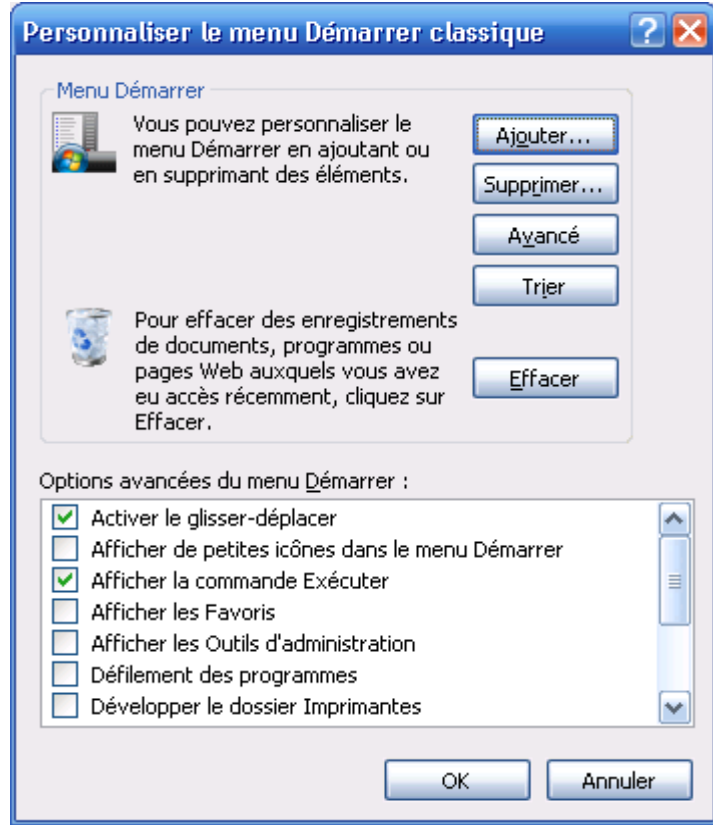 Personnaliser le menu Démarrer classique
Menu Démarrer
Vous pouvez personnaliser le
menu Démarrer en ajoutant ou
en supprimant des éléments.
Ajouter...
Supprimer...
Avancé
Trier
Pour effacer des enregistrements
de documents, programmes ou
pages Web auxquels vous avez
eu accès récemment, cliquez sur
Effacer.
Effacer
Options avancées du menu Démarrer :
Activer le glisser-déplacer
Afficher de petites icônes dans le menu Démarrer
Afficher la commande Exécuter
Afficher les Favoris
Afficher les Outils d'administration
Défilement des programmes
Développer le dossier Imprimantes
OK
Annuler